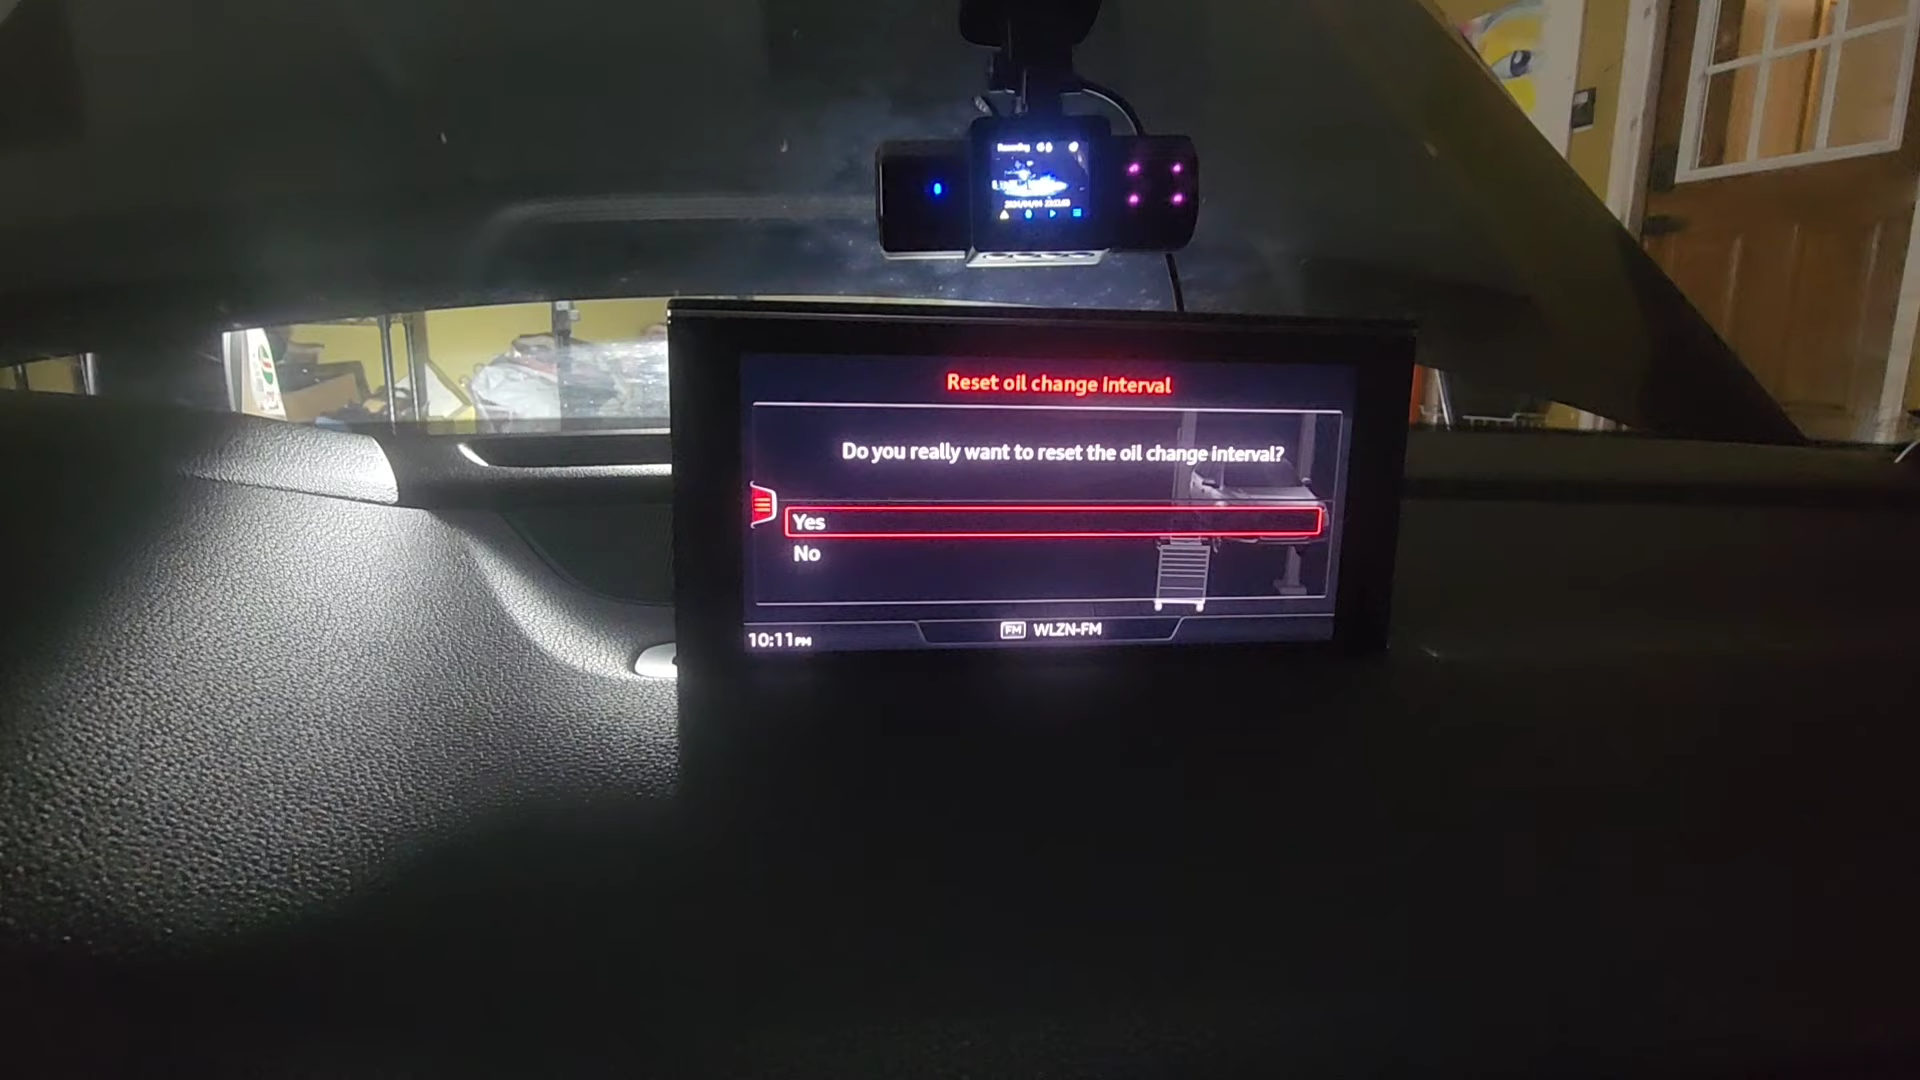 Recording
Reset oil change interval
Do you really want to reset the oil change interval?
Yes
No
10:11PM
FM WLZN-FM